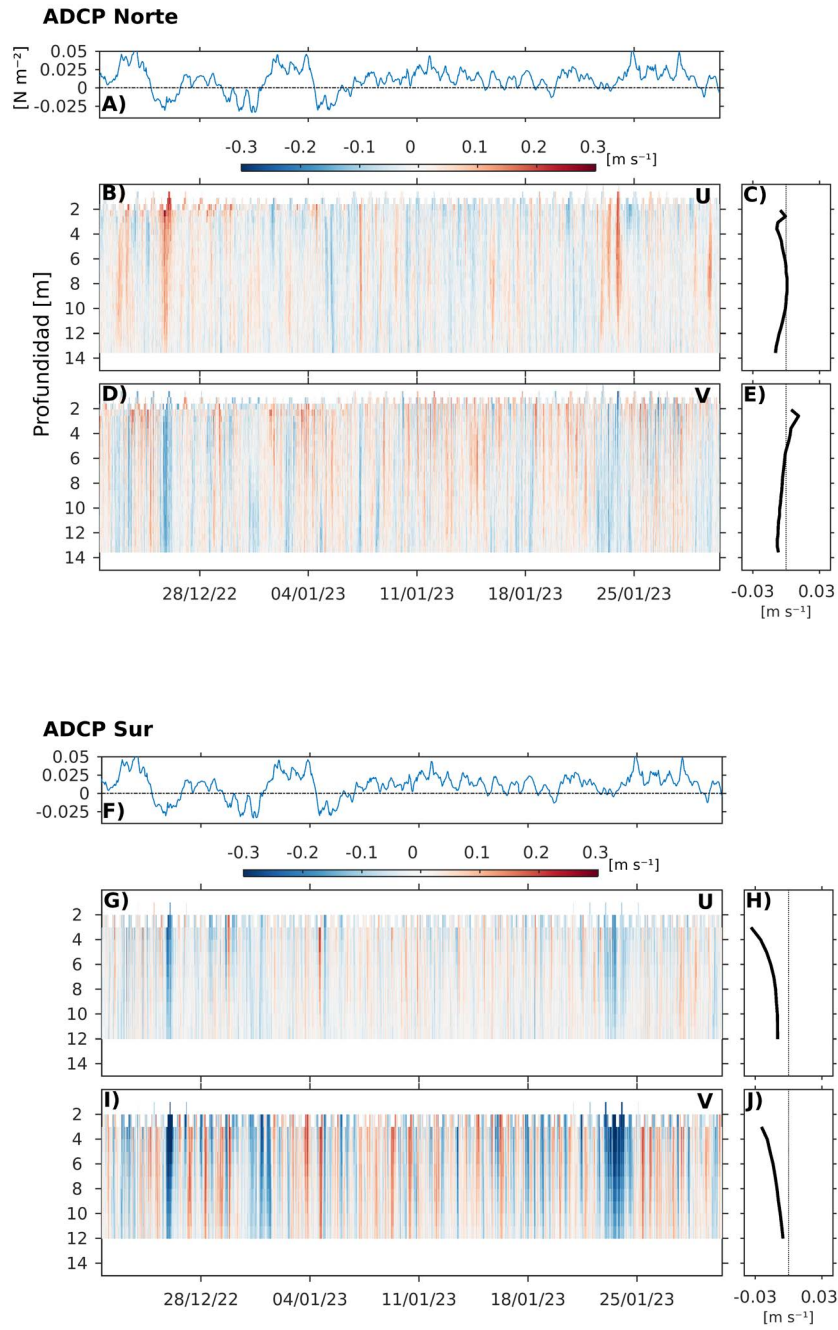 ADCP Norte
[N m⁻²]
0.05
0.025
0
-0.025
A)
-0.3 -0.2 -0.1 0 0.1 0.2 0.3 [m s⁻¹]
Profundidad [m]
B) U
2
4
6
8
10
12
14
C)
D) V
2
4
6
8
10
12
14
E)
28/12/22 04/01/23 11/01/23 18/01/23 25/01/23
-0.03 0.03
[m s⁻¹]
ADCP Sur
0.05
0.025
0
-0.025
F)
-0.3 -0.2 -0.1 0 0.1 0.2 0.3 [m s⁻¹]
G) U
2
4
6
8
10
12
14
H)
I) V
2
4
6
8
10
12
14
J)
28/12/22 04/01/23 11/01/23 18/01/23 25/01/23
-0.03 0.03
[m s⁻¹]